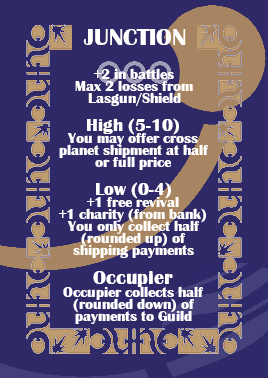 JUNCTION
+2 in battles
Max 2 losses from
Lasgun/Shield
High (5-10)
You may offer cross
planet shipment at half
or full price
Low (0-4)
+1 free revival
+1 charity (from bank)
You only collect half
(rounded up) of
shipping payments
Occupier
Occupier collects half
(rounded down) of
payments to Guild